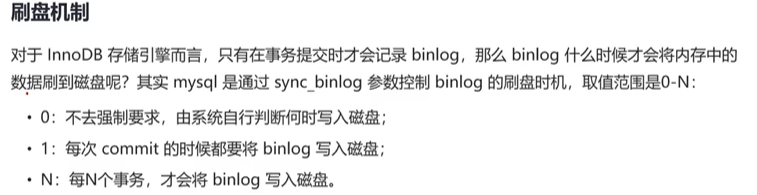 刷盘机制
对于 InnoDB 存储引擎而言，只有在事务提交时才会记录 binlog，那么 binlog 什么时候才会将内存中的
数据刷到磁盘呢？其实 mysql 是通过 sync_binlog 参数控制 binlog 的刷盘时机，取值范围是0-N：
• 0：不去强制要求，由系统自行判断何时写入磁盘；
• 1：每次 commit 的时候都要将 binlog 写入磁盘；
• N：每N个事务，才会将 binlog 写入磁盘。